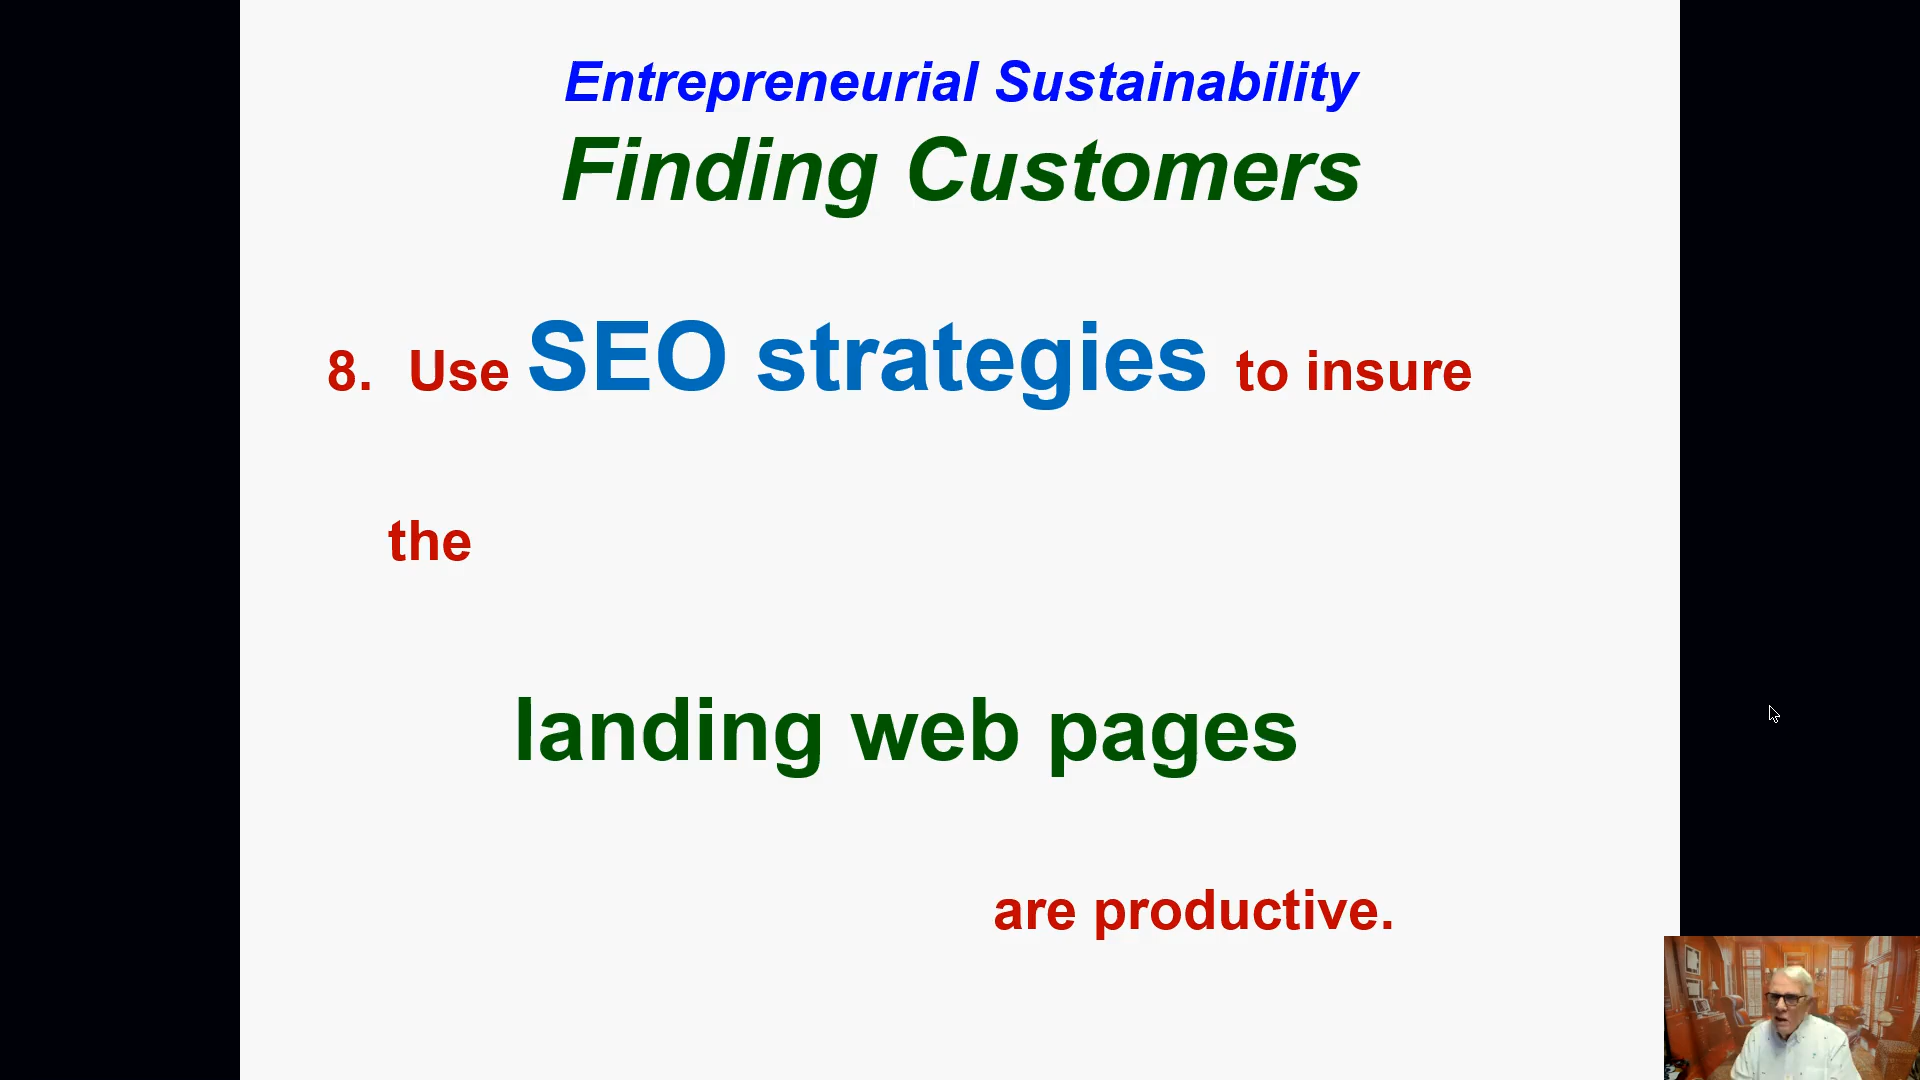 Entrepreneurial Sustainability
Finding Customers
8. Use SEO strategies to insure
the
landing web pages
are productive.